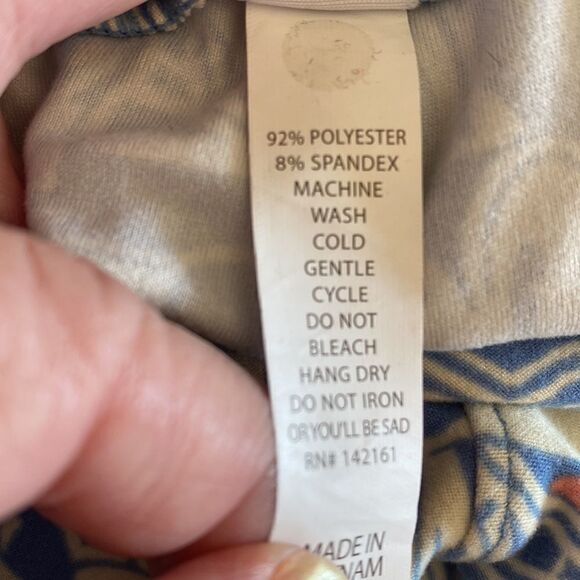 92% POLYESTER
8% SPANDEX
MACHINE
WASH
COLD
GENTLE
CYCLE
DO NOT
BLEACH
HANG DRY
DO NOT IRON
OR YOU'LL BE SAD
RN# 142161
MADE IN